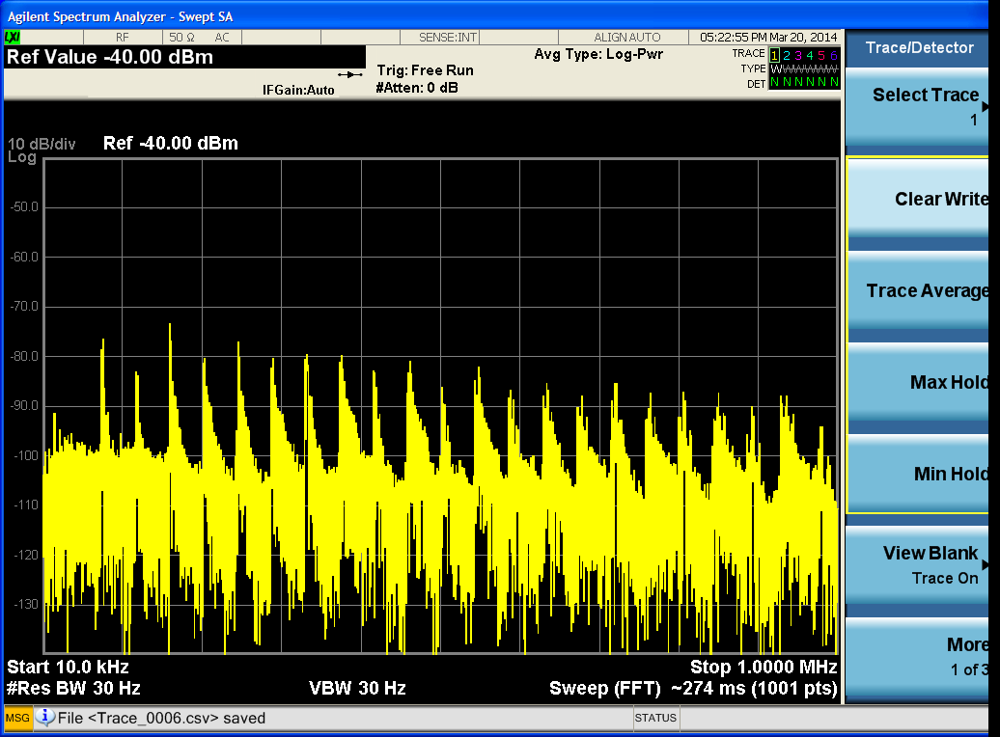 Agilent Spectrum Analyzer - Swept SA
LXI
RF
50 Ω
AC
SENSE:INT
ALIGN AUTO
05:22:55 PM Mar 20, 2014
Ref Value -40.00 dBm
IFGain:Auto
Trig: Free Run
#Atten: 0 dB
Avg Type: Log-Pwr
TRACE 1 2 3 4 5 6
TYPE W W W W W W
DET N N N N N N
10 dB/div
Log
Ref -40.00 dBm
-50.0
-60.0
-70.0
-80.0
-90.0
-100
-110
-120
-130
Start 10.0 kHz
Stop 1.0000 MHz
#Res BW 30 Hz
VBW 30 Hz
Sweep (FFT) ~274 ms (1001 pts)
MSG
File <Trace_0006.csv> saved
STATUS
Trace/Detector
Select Trace
1
Clear Write
Trace Average
Max Hold
Min Hold
View Blank
Trace On
More
1 of 3